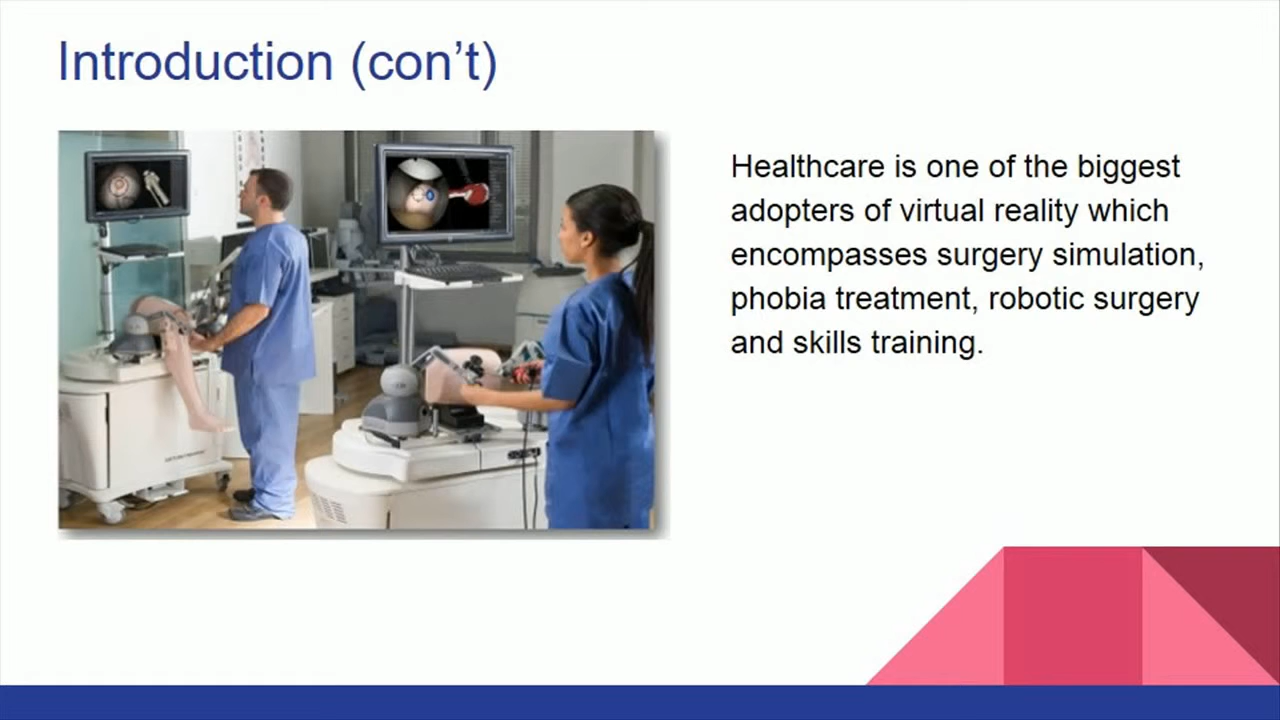 Introduction (con’t)
Healthcare is one of the biggest
adopters of virtual reality which
encompasses surgery simulation,
phobia treatment, robotic surgery
and skills training.